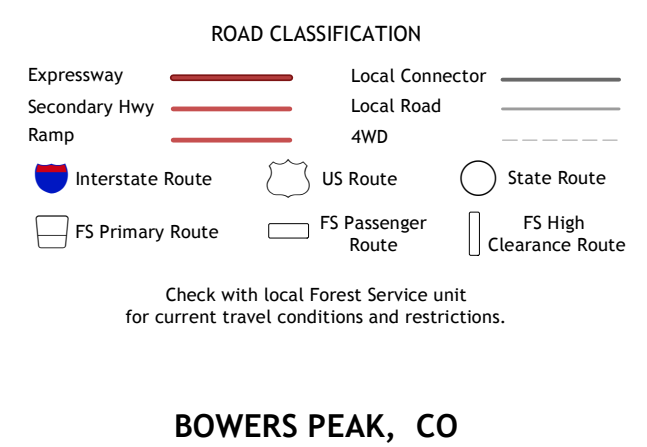 ROAD CLASSIFICATION
Expressway
Local Connector
Secondary Hwy
Local Road
Ramp
4WD
Interstate Route
US Route
State Route
FS Primary Route
FS Passenger
Route
FS High
Clearance Route
Check with local Forest Service unit
for current travel conditions and restrictions.
BOWERS PEAK, CO